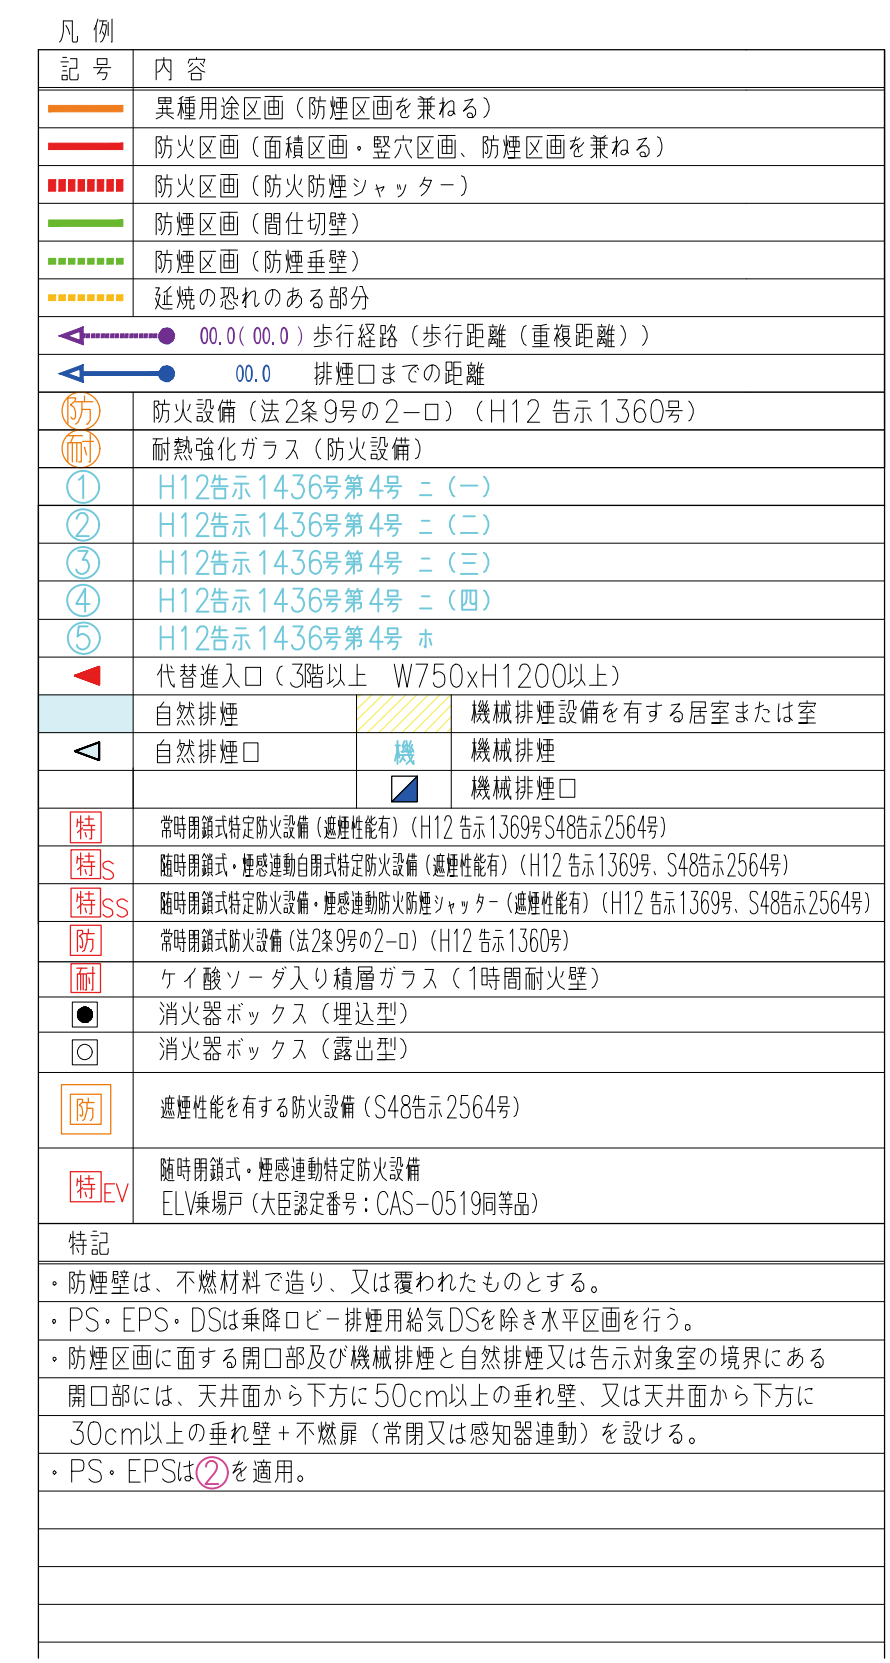 凡 例
記 号 内 容
異種用途区画（防煙区画を兼ねる）
防火区画（面積区画・竪穴区画、防煙区画を兼ねる）
防火区画（防火防煙シャッター）
防煙区画（間仕切壁）
防煙区画（防煙垂壁）
延焼の恐れのある部分
00.0( 00.0 ) 歩行経路（歩行距離（重複距離））
00.0 排煙口までの距離
防 防火設備（法2条9号の2ーロ）（H12 告示1360号）
耐 耐熱強化ガラス（防火設備）
① H12告示1436号第4号 ニ（一）
② H12告示1436号第4号 ニ（二）
③ H12告示1436号第4号 ニ（三）
④ H12告示1436号第4号 ニ（四）
⑤ H12告示1436号第4号 ホ
代替進入口（3階以上 W750xH1200以上）
自然排煙 機械排煙設備を有する居室または室
自然排煙口 機 機械排煙
機械排煙口
特 常時閉鎖式特定防火設備（遮煙性能有）（H12 告示1369号S48告示2564号）
特S 随時閉鎖式・煙感連動自閉式特定防火設備（遮煙性能有）（H12 告示1369号、S48告示2564号）
特SS 随時閉鎖式特定防火設備・煙感連動防火防煙シャッター（遮煙性能有）（H12 告示1369号、S48告示2564号）
防 常時閉鎖式防火設備（法2条9号の2ーロ）（H12 告示1360号）
耐 ケイ酸ソーダ入り積層ガラス（1時間耐火壁）
消火器ボックス（埋込型）
消火器ボックス（露出型）
防 遮煙性能を有する防火設備（S48告示2564号）
随時閉鎖式・煙感連動特定防火設備
特EV ELV乗場戸（大臣認定番号：CAS−0519同等品）
特記
・防煙壁は、不燃材料で造り、又は覆われたものとする。
・PS・EPS・DSは乗降ロビー排煙用給気DSを除き水平区画を行う。
・防煙区画に面する開口部及び機械排煙と自然排煙又は告示対象室の境界にある
開口部には、天井面から下方に50cm以上の垂れ壁、又は天井面から下方に
30cm以上の垂れ壁＋不燃扉（常閉又は感知器連動）を設ける。
・PS・EPSは②を適用。